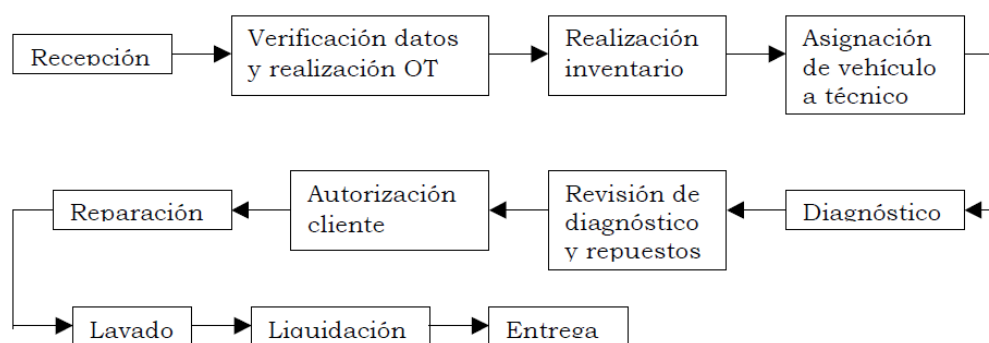 Recepción
Verificación datos
y realización OT
Realización
inventario
Asignación
de vehículo
a técnico
Reparación
Autorización
cliente
Revisión de
diagnóstico
y repuestos
Diagnóstico
Lavado
Liquidación
Entrega